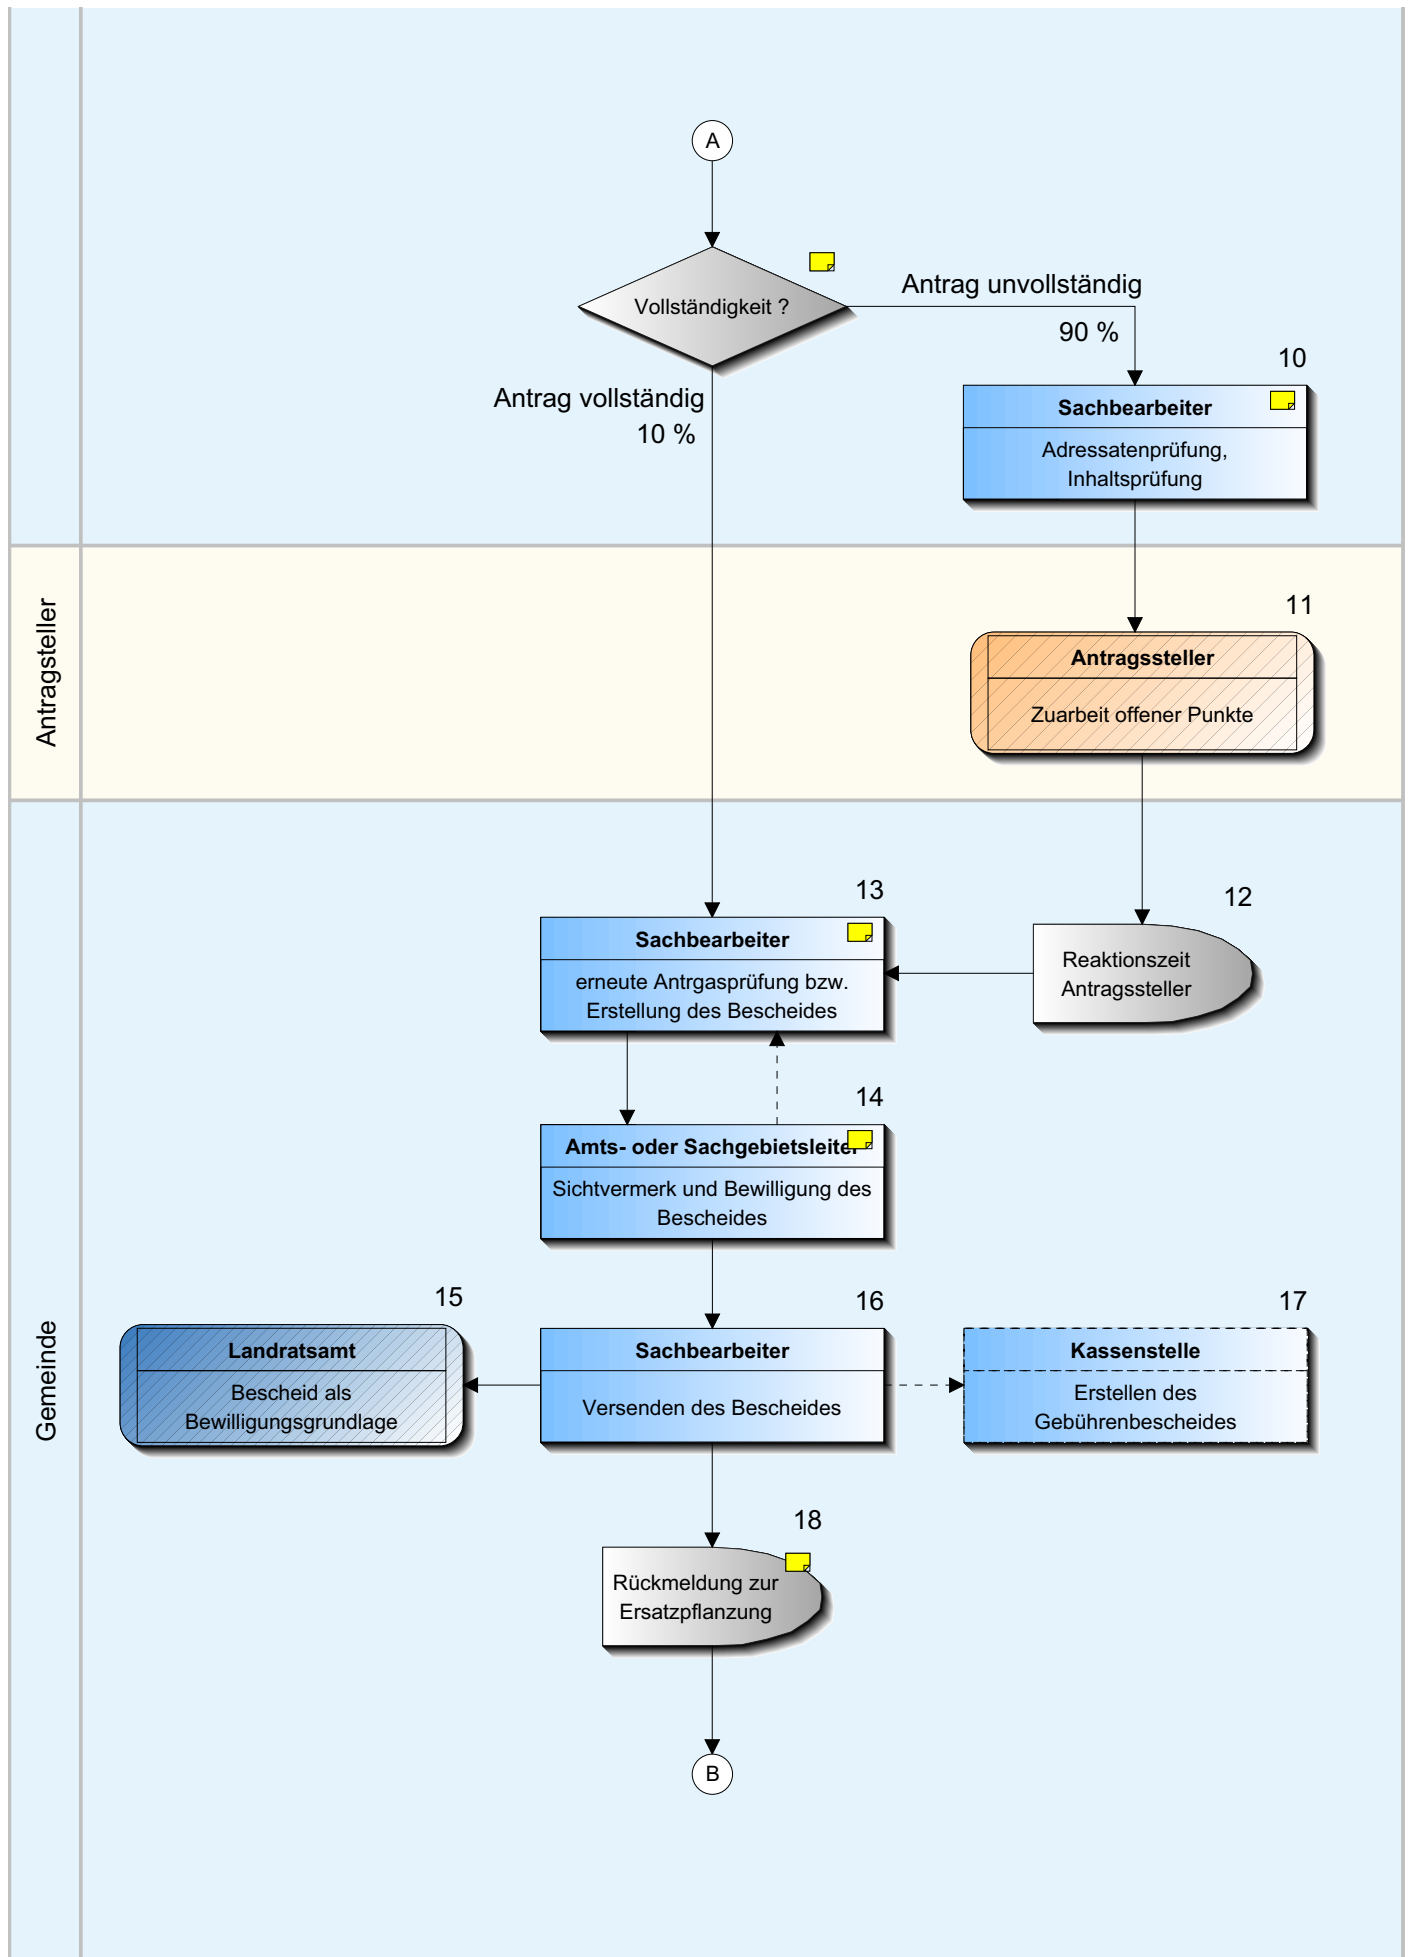 A
Vollständigkeit ?
Antrag unvollständig
90 %
Antrag vollständig
10 %
10
Sachbearbeiter
Adressatenprüfung,
Inhaltsprüfung
Antragsteller
11
Antragssteller
Zuarbeit offener Punkte
Gemeinde
12
Reaktionszeit
Antragssteller
13
Sachbearbeiter
erneute Antrgasprüfung bzw.
Erstellung des Bescheides
14
Amts- oder Sachgebietsleiter
Sichtvermerk und Bewilligung des
Bescheides
15
Landratsamt
Bescheid als
Bewilligungsgrundlage
16
Sachbearbeiter
Versenden des Bescheides
17
Kassenstelle
Erstellen des
Gebührenbescheides
18
Rückmeldung zur
Ersatzpflanzung
B